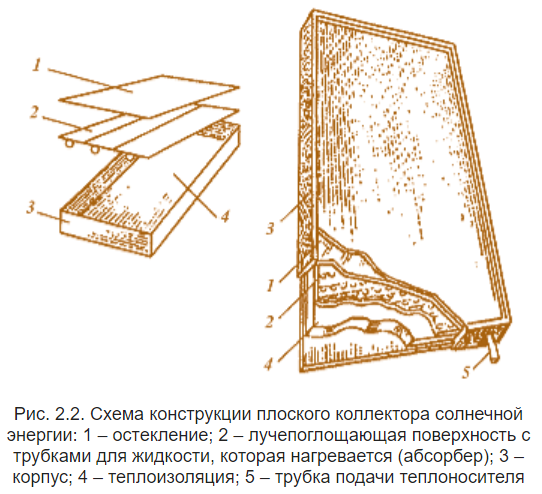 1
2
3
4
3
1
2
4
5
Рис. 2.2. Схема конструкции плоского коллектора солнечной
энергии: 1 – остекление; 2 – лучепоглощающая поверхность с
трубками для жидкости, которая нагревается (абсорбер); 3 –
корпус; 4 – теплоизоляция; 5 – трубка подачи теплоносителя